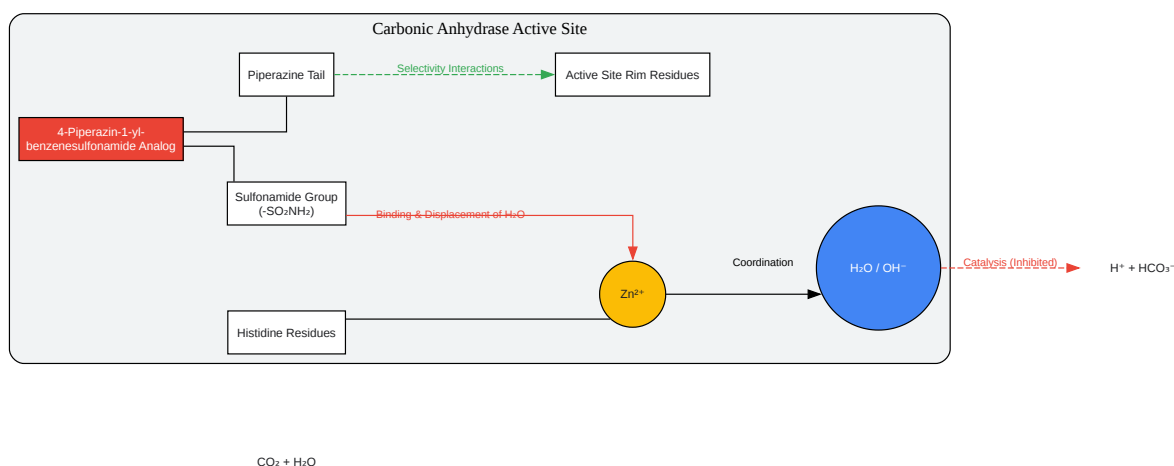 Carbonic Anhydrase Active Site
Piperazine Tail
Selectivity Interactions
Active Site Rim Residues
4-Piperazin-1-yl-
benzenesulfonamide Analog
Sulfonamide Group
(-SO₂NH₂)
Binding & Displacement of H₂O
Coordination
H₂O / OH⁻
Catalysis (Inhibited)
H⁺ + HCO₃⁻
Zn²⁺
Histidine Residues
CO₂ + H₂O